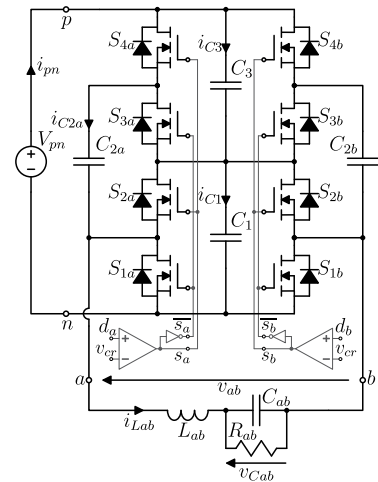 p
S4a iC3 S4b
ipn C3
iC2a S3a S3b
Vpn C2a C2b
S2a iC1 S2b
C1
S1a S1b
n
da sa sb db
vcr sa sb vcr
a vab b
Cab
iLab Lab Rab
vCab